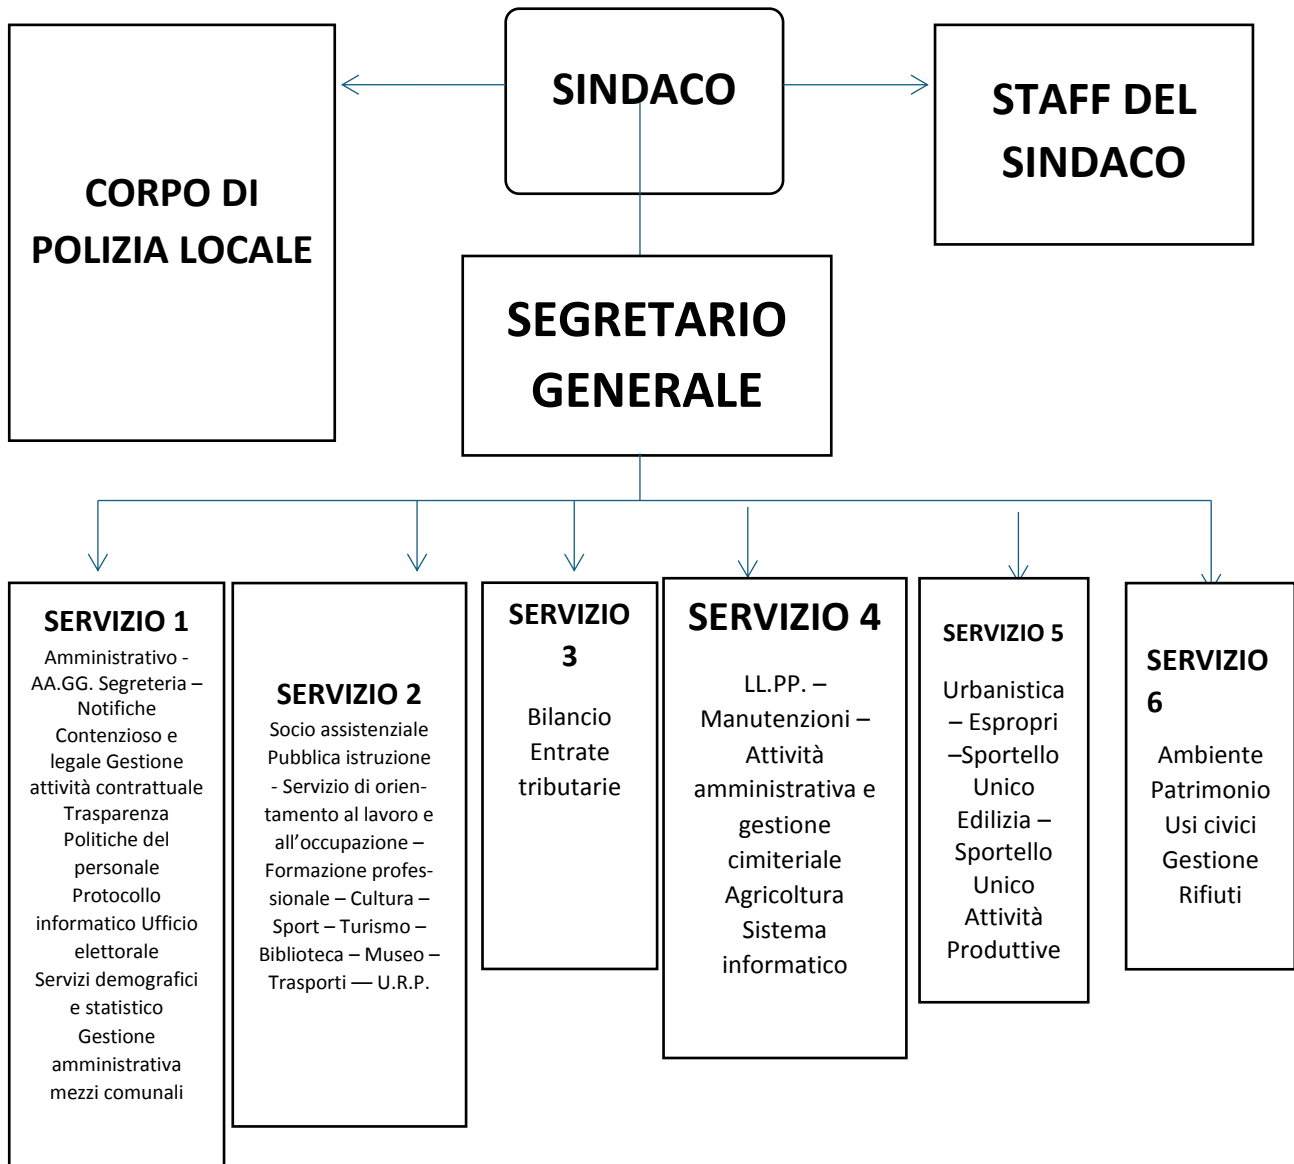 SINDACO
STAFF DEL
SINDACO
CORPO DI
POLIZIA LOCALE
SEGRETARIO
GENERALE
SERVIZIO 1
Amministrativo -
AA.GG. Segreteria –
Notifiche
Contenzioso e
legale Gestione
attività contrattuale
Trasparenza
Politiche del
personale
Protocollo
informatico Ufficio
elettorale
Servizi demografici
e statistico
Gestione
amministrativa
mezzi comunali
SERVIZIO 2
Socio assistenziale
Pubblica istruzione
- Servizio di orien-
tamento al lavoro e
all’occupazione –
Formazione profes-
sionale – Cultura –
Sport – Turismo –
Biblioteca – Museo –
Trasporti –– U.R.P.
SERVIZIO
3
Bilancio
Entrate
tributarie
SERVIZIO 4
LL.PP. –
Manutenzioni –
Attività
amministrativa e
gestione
cimiteriale
Agricoltura
Sistema
informatico
SERVIZIO 5
Urbanistica
– Espropri
–Sportello
Unico
Edilizia –
Sportello
Unico
Attività
Produttive
SERVIZIO
6
Ambiente
Patrimonio
Usi civici
Gestione
Rifiuti